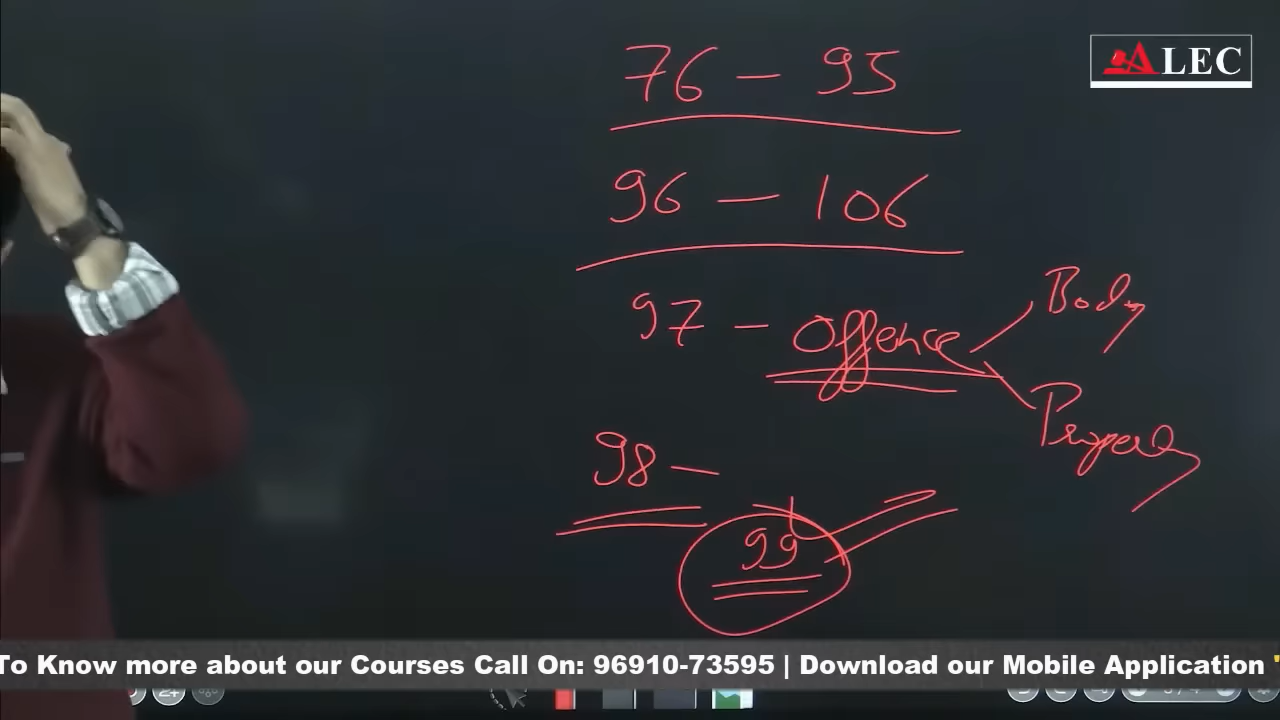 ALEC
76 - 95
96 - 106
97 - Offence
Body
Property
98 -
99
To Know more about our Courses Call On: 96910-73595 | Download our Mobile Application